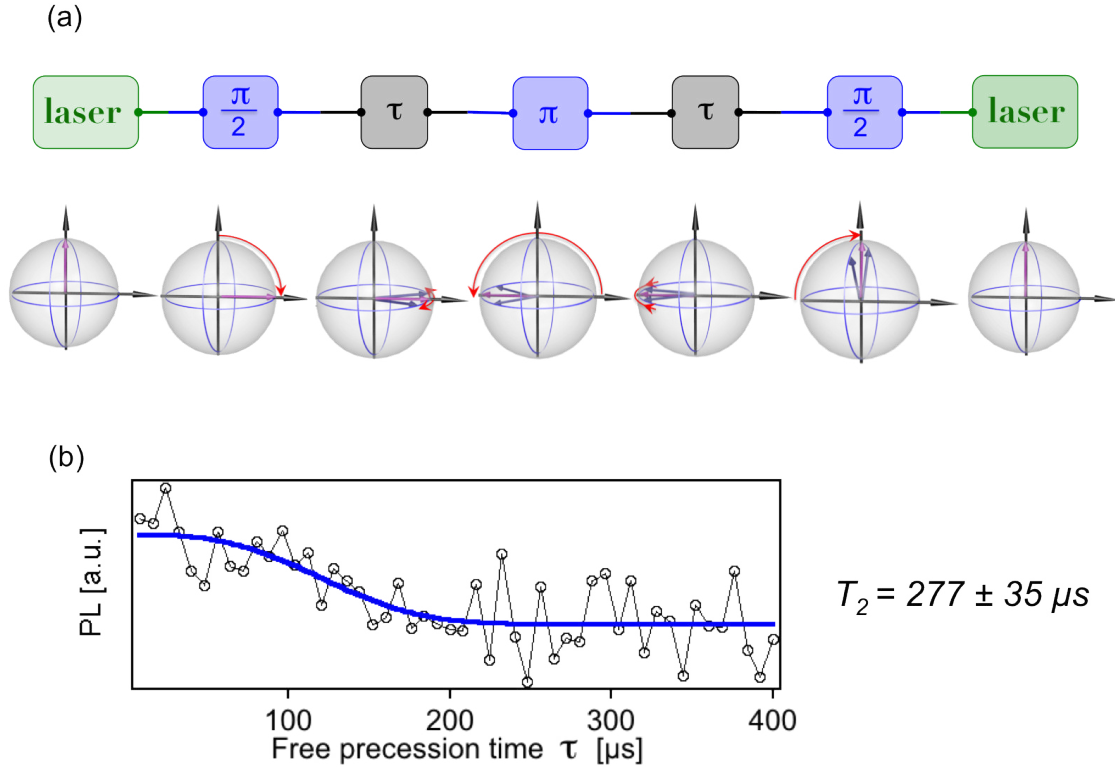 (a)
laser π/2 τ π τ π/2 laser
(b)
PL [a.u.]
T₂ = 277 ± 35 μs
100 200 300 400
Free precession time τ [μs]